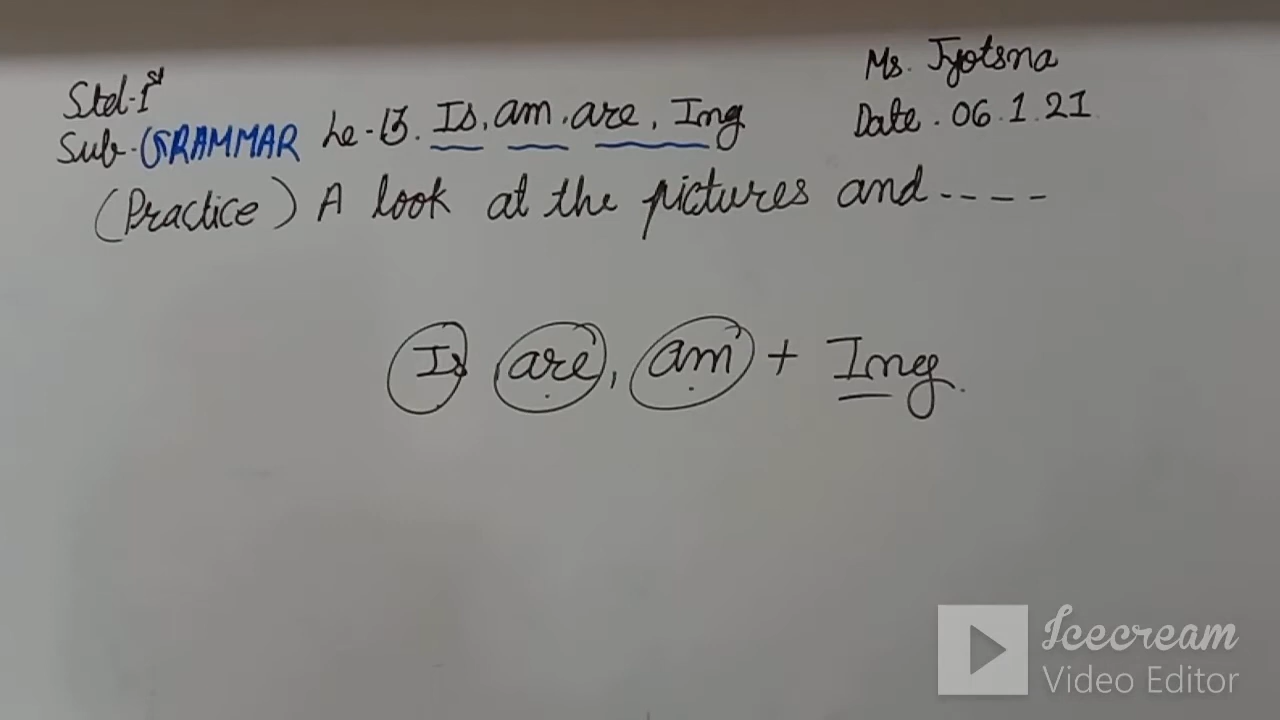 Std-1st
Ms. Jyotsna
Sub-GRAMMAR Le-13. Is, am, are, Ing
Date. 06.1.21
(Practice) A look at the pictures and----
Is are, am + Ing.
Icecream
Video Editor